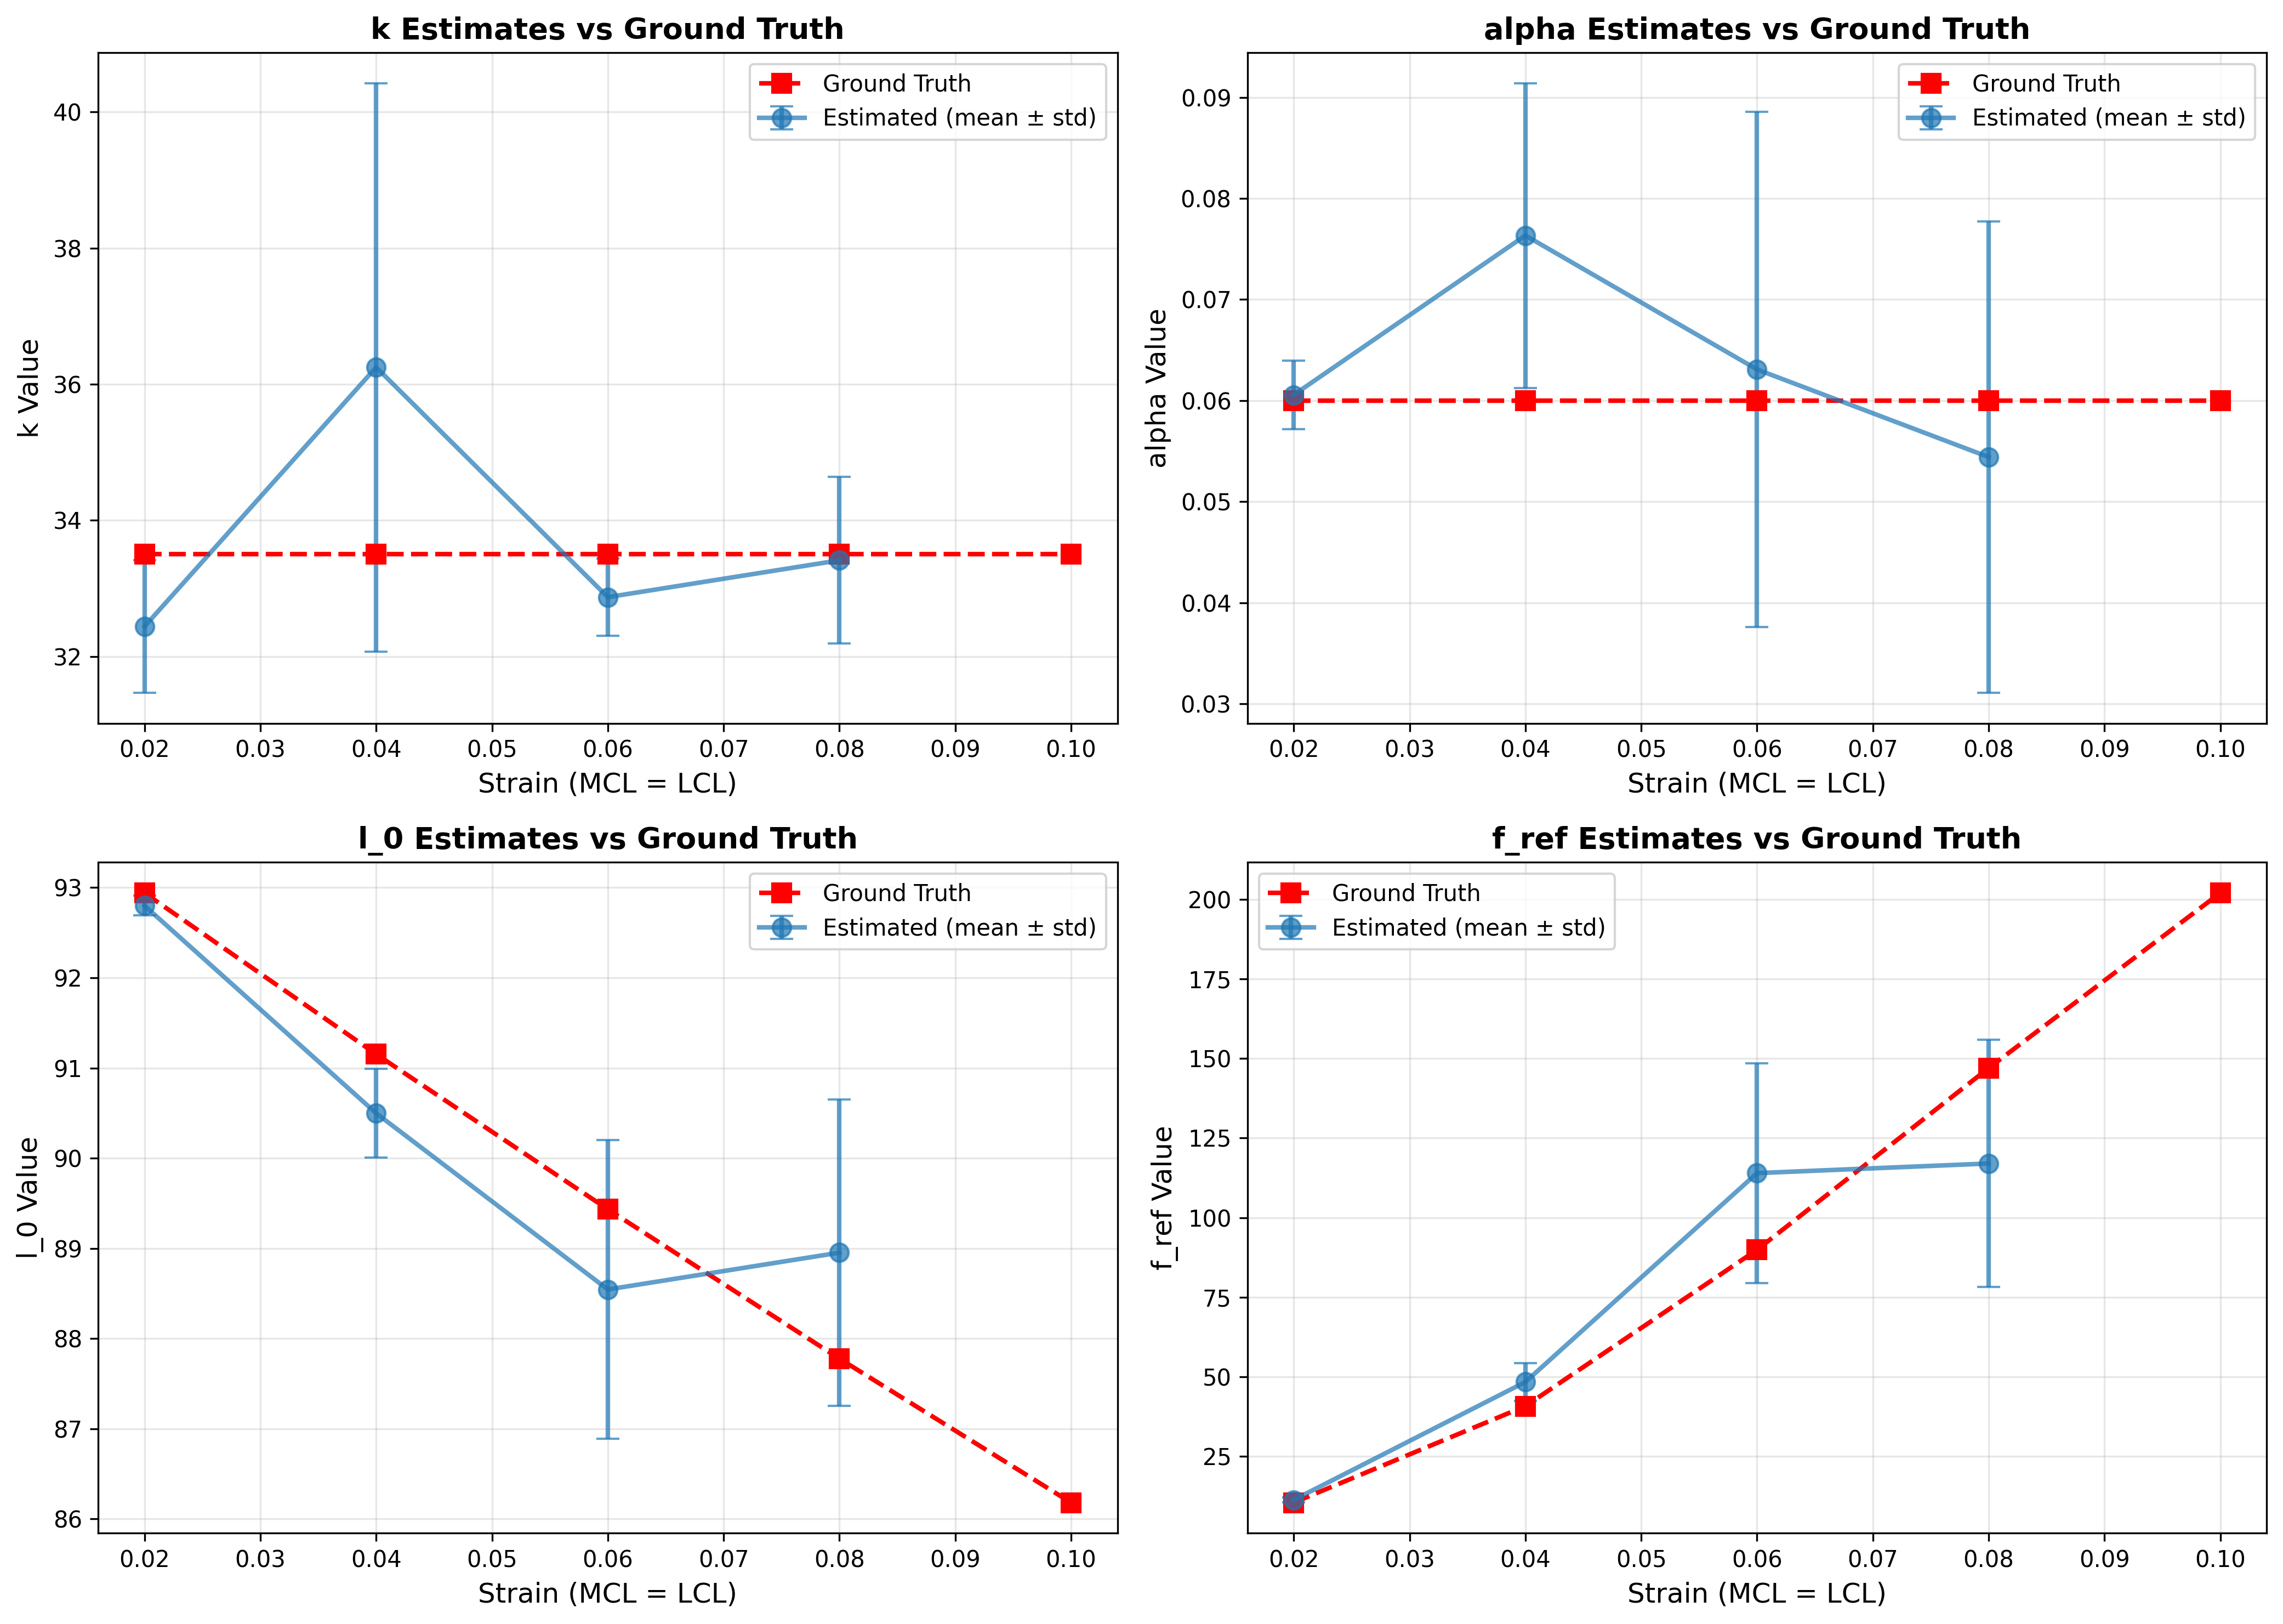 k Estimates vs Ground Truth
Ground Truth
Estimated (mean ± std)
k Value
40
38
36
34
32
0.02 0.03 0.04 0.05 0.06 0.07 0.08 0.09 0.10
Strain (MCL = LCL)
alpha Estimates vs Ground Truth
Ground Truth
Estimated (mean ± std)
alpha Value
0.09
0.08
0.07
0.06
0.05
0.04
0.03
0.02 0.03 0.04 0.05 0.06 0.07 0.08 0.09 0.10
Strain (MCL = LCL)
l_0 Estimates vs Ground Truth
Ground Truth
Estimated (mean ± std)
l_0 Value
93
92
91
90
89
88
87
86
0.02 0.03 0.04 0.05 0.06 0.07 0.08 0.09 0.10
Strain (MCL = LCL)
f_ref Estimates vs Ground Truth
Ground Truth
Estimated (mean ± std)
f_ref Value
200
175
150
125
100
75
50
25
0.02 0.03 0.04 0.05 0.06 0.07 0.08 0.09 0.10
Strain (MCL = LCL)